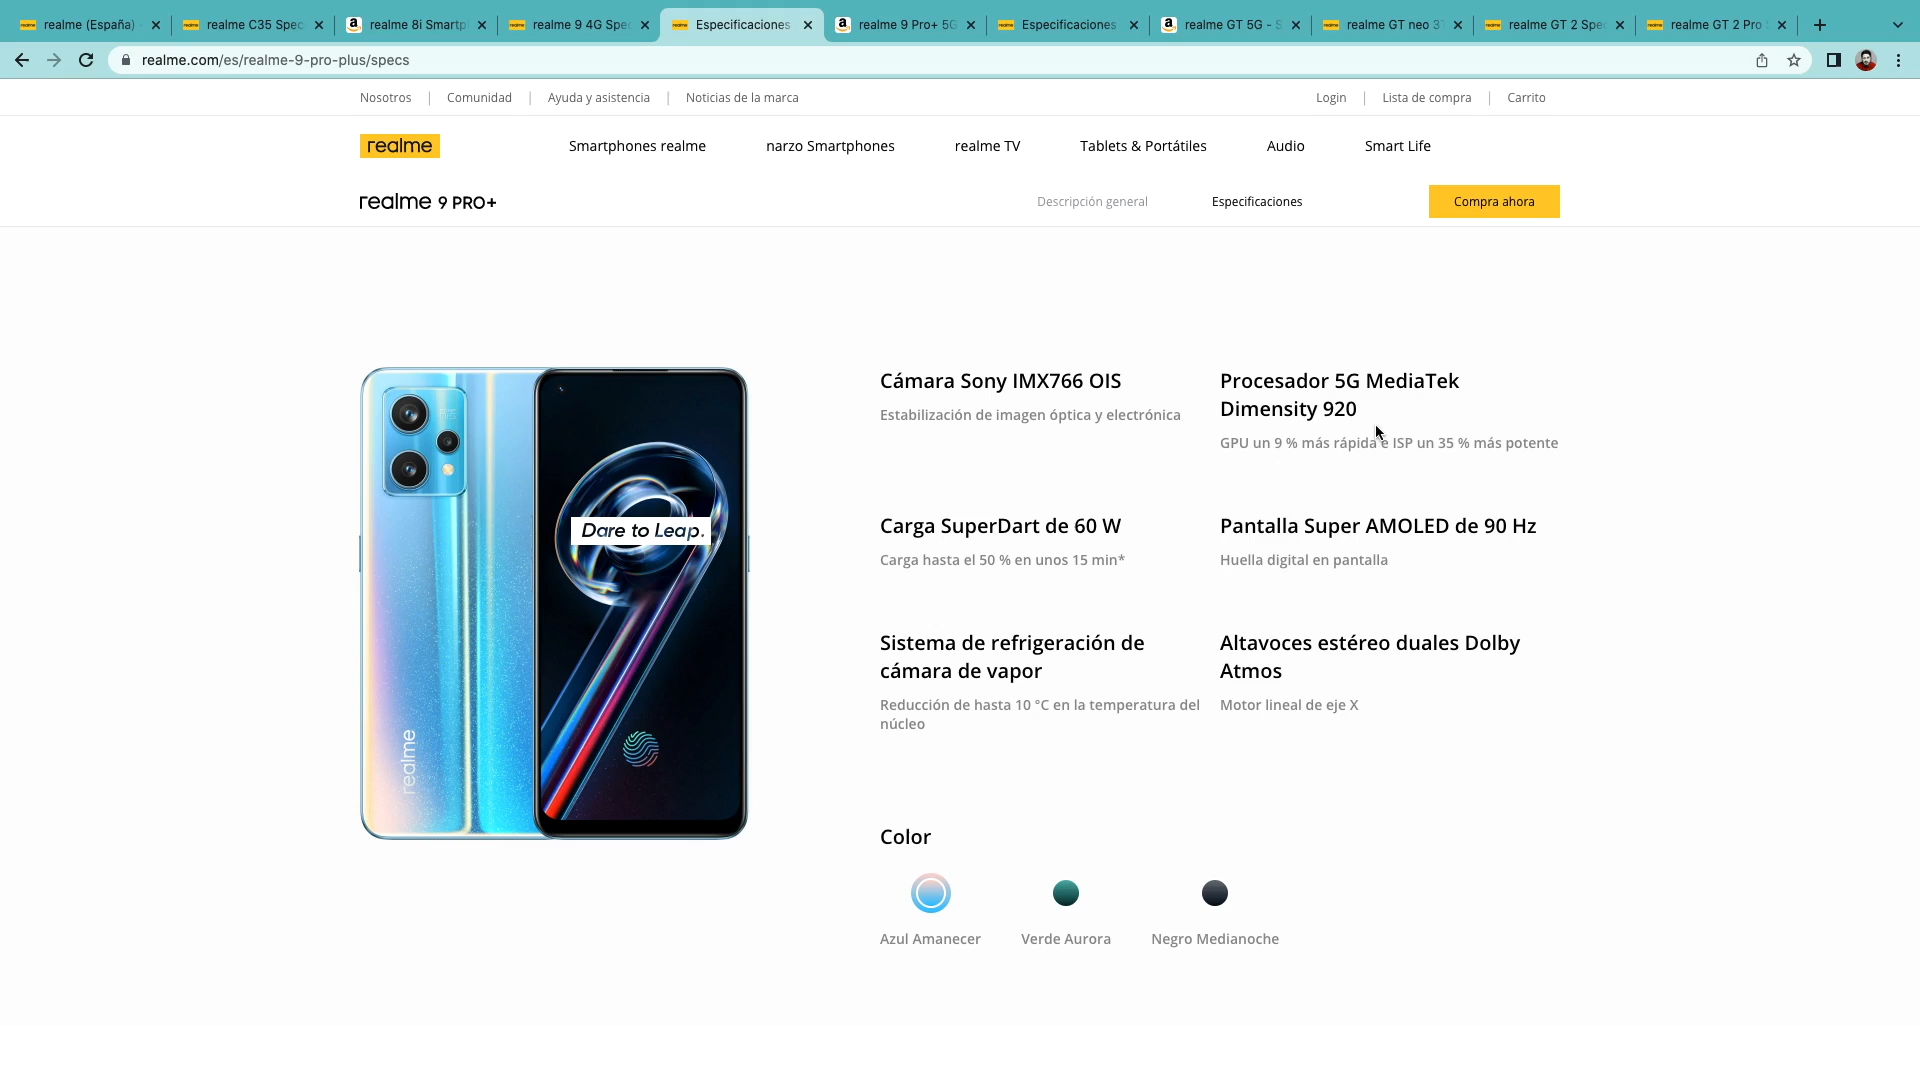 realme (España)
realme C35 Spec
realme 8i Smartp
realme 9 4G Spec
Especificaciones
realme 9 Pro+ 5G
Especificaciones
realme GT 5G - S
realme GT neo 3T
realme GT 2 Spec
realme GT 2 Pro
realme.com/es/realme-9-pro-plus/specs
Nosotros | Comunidad | Ayuda y asistencia | Noticias de la marca
Login | Lista de compra | Carrito
realme
Smartphones realme
narzo Smartphones
realme TV
Tablets & Portátiles
Audio
Smart Life
realme 9 PRO+
Descripción general
Especificaciones
Compra ahora
Dare to Leap.
realme
Cámara Sony IMX766 OIS
Estabilización de imagen óptica y electrónica
Procesador 5G MediaTek
Dimensity 920
GPU un 9 % más rápida e ISP un 35 % más potente
Carga SuperDart de 60 W
Carga hasta el 50 % en unos 15 min*
Pantalla Super AMOLED de 90 Hz
Huella digital en pantalla
Sistema de refrigeración de
cámara de vapor
Reducción de hasta 10 °C en la temperatura del
núcleo
Altavoces estéreo duales Dolby
Atmos
Motor lineal de eje X
Color
Azul Amanecer
Verde Aurora
Negro Medianoche